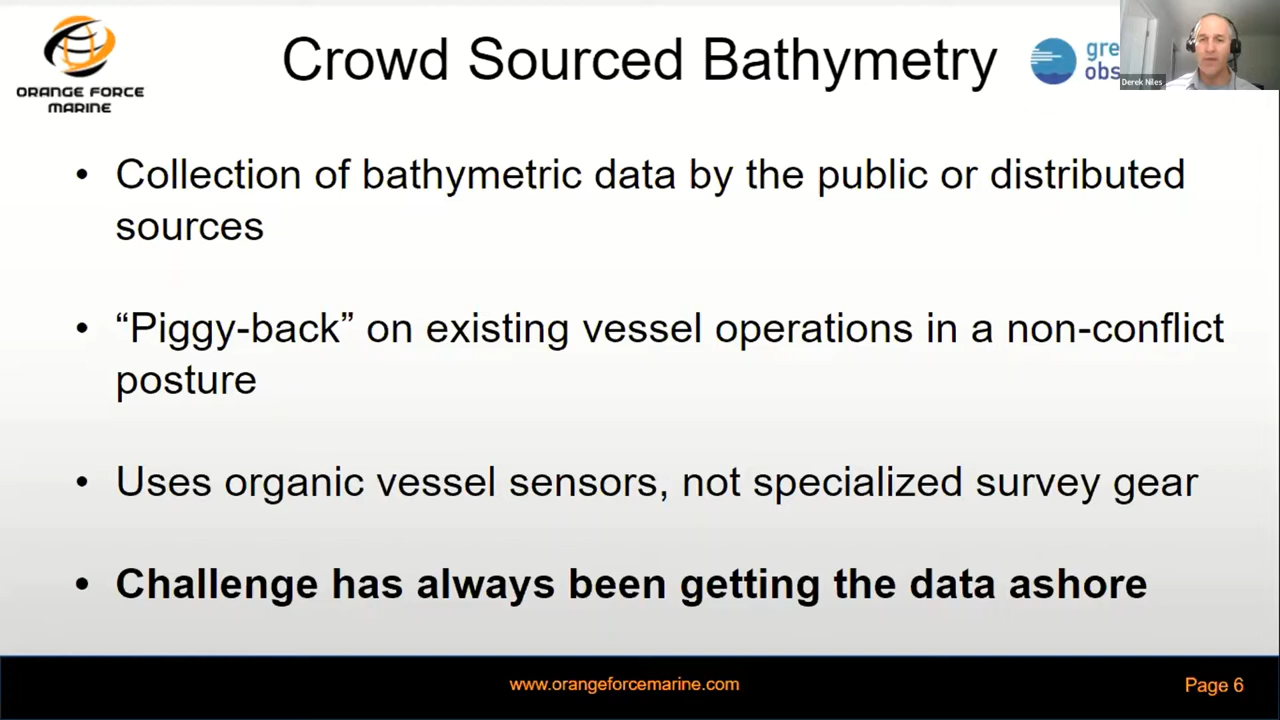 ORANGE FORCE
MARINE
Crowd Sourced Bathymetry
Derek Niles
• Collection of bathymetric data by the public or distributed
sources
• “Piggy-back” on existing vessel operations in a non-conflict
posture
• Uses organic vessel sensors, not specialized survey gear
• Challenge has always been getting the data ashore
www.orangeforcemarine.com
Page 6